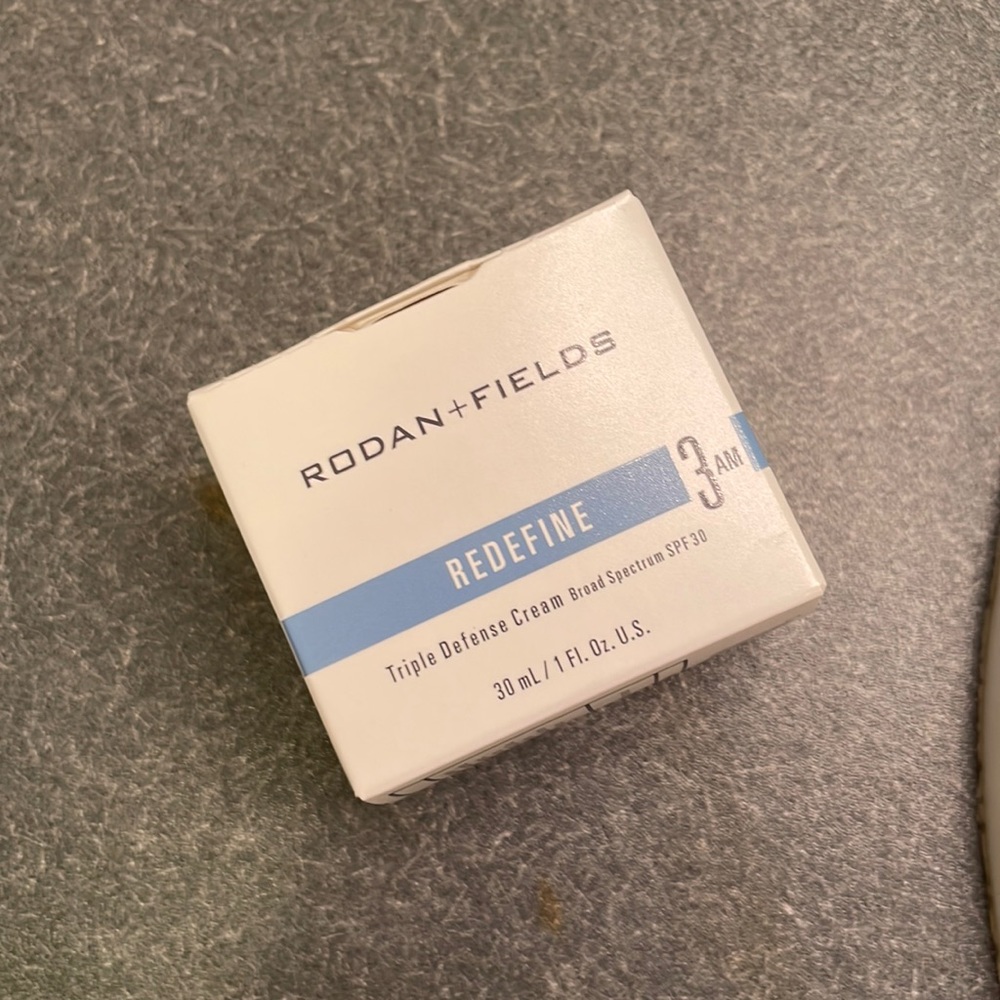 RODAN+FIELDS
REDEFINE 3 AM
Triple Defense Cream Broad Spectrum SPF 30
30 mL / 1 Fl. Oz. U.S.